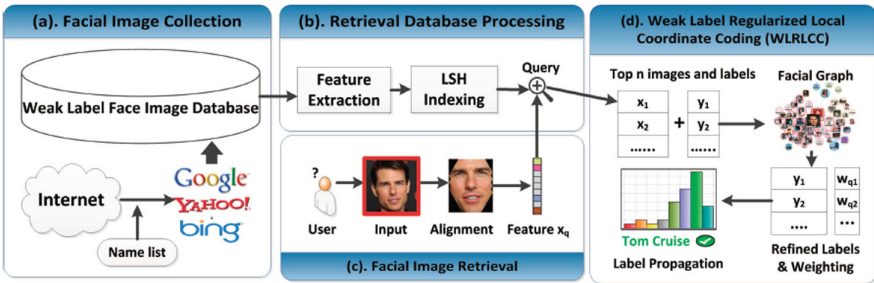 (a). Facial Image Collection
Weak Label Face Image Database
Internet
Google
YAHOO!
bing
Name list
(b). Retrieval Database Processing
Feature
Extraction
LSH
Indexing
Query
?
User
Input
Alignment
Feature xq
(c). Facial Image Retrieval
(d). Weak Label Regularized Local
Coordinate Coding (WLRLCC)
Top n images and labels
x1
x2
......
+
y1
y2
......
Facial Graph
y1
y2
....
wq1
wq2
...
Refined Labels
& Weighting
Tom Cruise
Label Propagation